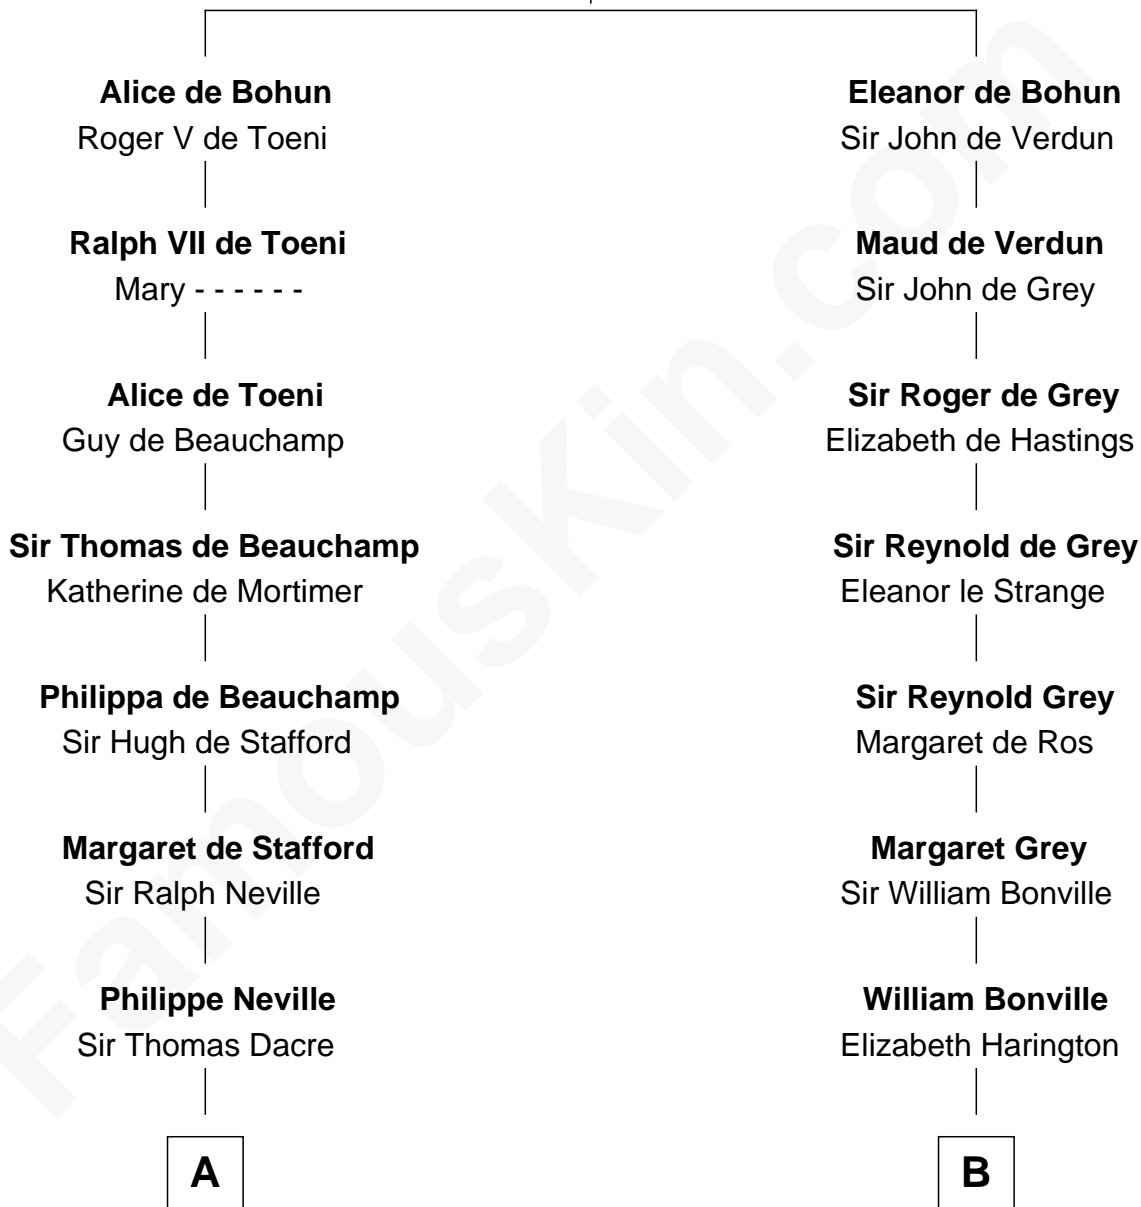 Alice de Bohun
Roger V de Toeni
Ralph VII de Toeni
Mary - - - - - -
Alice de Toeni
Guy de Beauchamp
Sir Thomas de Beauchamp
Katherine de Mortimer
Philippa de Beauchamp
Sir Hugh de Stafford
Margaret de Stafford
Sir Ralph Neville
Philippe Neville
Sir Thomas Dacre
A
Eleanor de Bohun
Sir John de Verdun
Maud de Verdun
Sir John de Grey
Sir Roger de Grey
Elizabeth de Hastings
Sir Reynold de Grey
Eleanor le Strange
Sir Reynold Grey
Margaret de Ros
Margaret Grey
Sir William Bonville
William Bonville
Elizabeth Harington
B
FamousKin.com